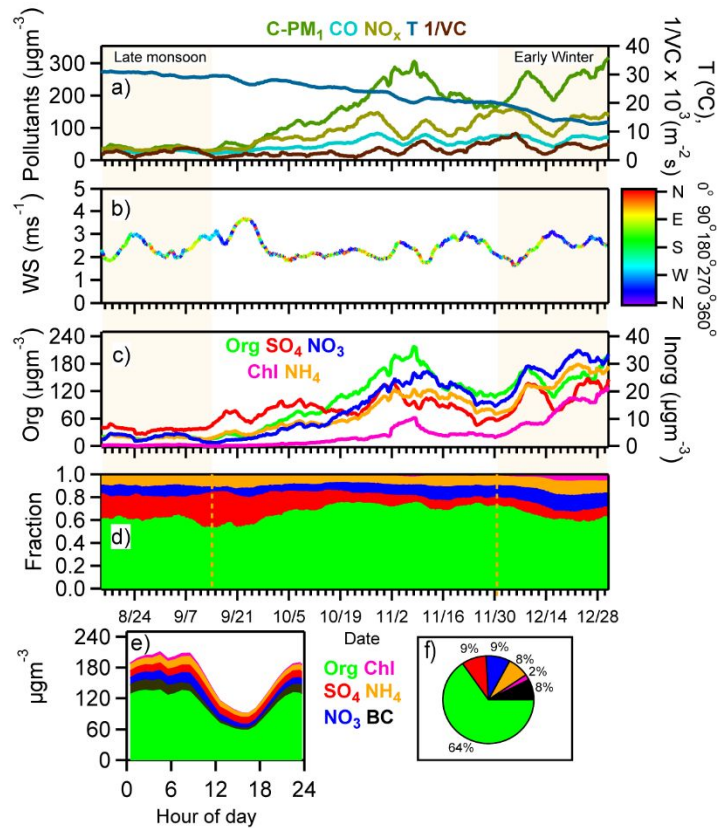 C-PM₁ CO NOₓ T 1/VC
Late monsoon
Early Winter
a)
Pollutants (µgm⁻³)
300
200
100
0
40
30
20
10
0
T (ºC),
1/VC x 10³ (m⁻² s)
b)
WS (ms⁻¹)
5
4
3
2
1
0
N
E
S
W
N
0° 90° 180° 270° 360°
c)
Org SO₄ NO₃
Chl NH₄
Org (µgm⁻³)
240
180
120
60
0
40
30
20
10
0
Inorg (µgm⁻³)
d)
Fraction
1.0
0.8
0.6
0.4
0.2
0.0
8/24 9/7 9/21 10/5 10/19 11/2 11/16 11/30 12/14 12/28
Date
e)
µgm⁻³
240
180
120
60
0
0 6 12 18 24
Hour of day
Org Chl
SO₄ NH₄
NO₃ BC
f)
9%
9%
8%
2%
8%
64%